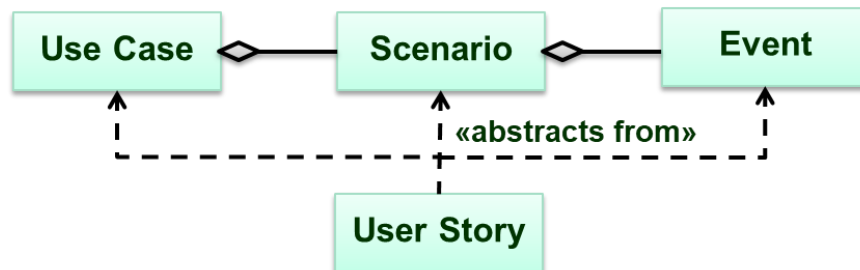 Use Case
Scenario
Event
«abstracts from»
User Story